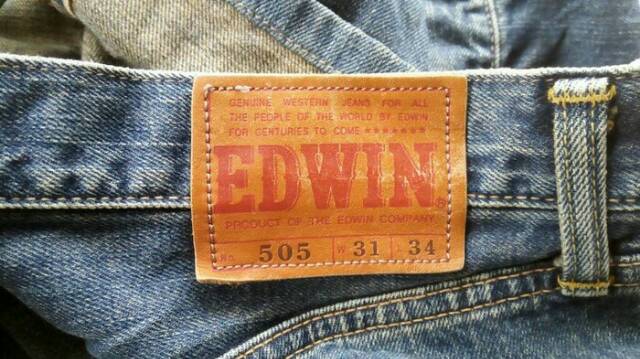 GENUINE WESTERN JEANS FOR ALL
THE PEOPLE OF THE WORLD BY EDWIN
FOR CENTURIES TO COME ★★★★★★★
EDWIN®
PRODUCT OF THE EDWIN COMPANY
No. 505 W 31 L 34